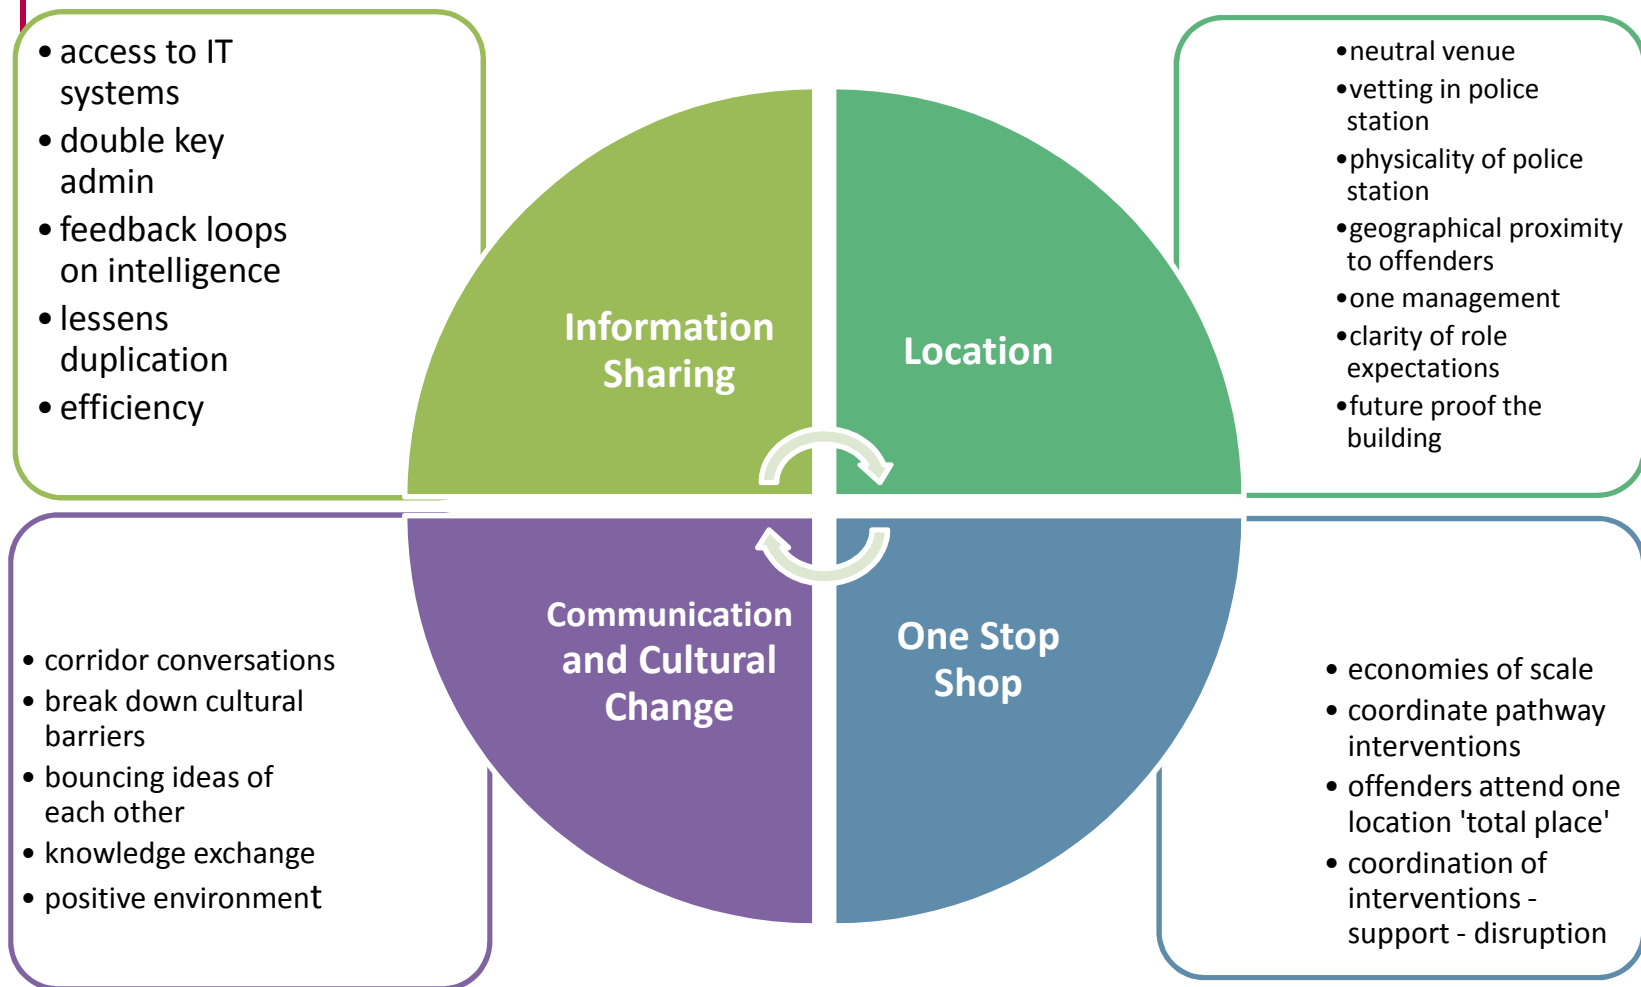 • access to IT
systems
• double key
admin
• feedback loops
on intelligence
• lessens
duplication
• efficiency
Information
Sharing
Location
•neutral venue
•vetting in police
station
•physicality of police
station
•geographical proximity
to offenders
•one management
•clarity of role
expectations
•future proof the
building
• corridor conversations
• break down cultural
barriers
• bouncing ideas of
each other
• knowledge exchange
• positive environment
Communication
and Cultural
Change
One Stop
Shop
• economies of scale
• coordinate pathway
interventions
• offenders attend one
location 'total place'
• coordination of
interventions -
support - disruption